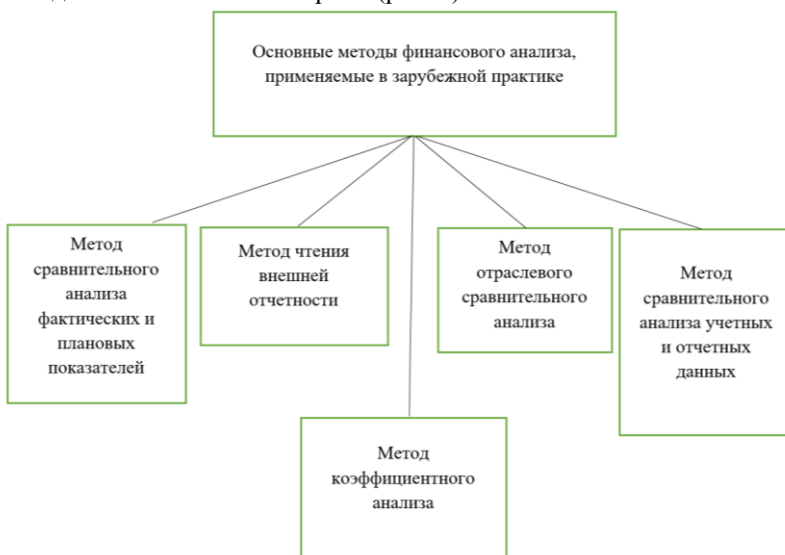 Основные методы финансового анализа,
применяемые в зарубежной практике
Метод
сравнительного
анализа
фактических и
плановых
показателей
Метод чтения
внешней
отчетности
Метод
отраслевого
сравнительного
анализа
Метод
сравнительного
анализа учетных
и отчетных
данных
Метод
коэффициентного
анализа